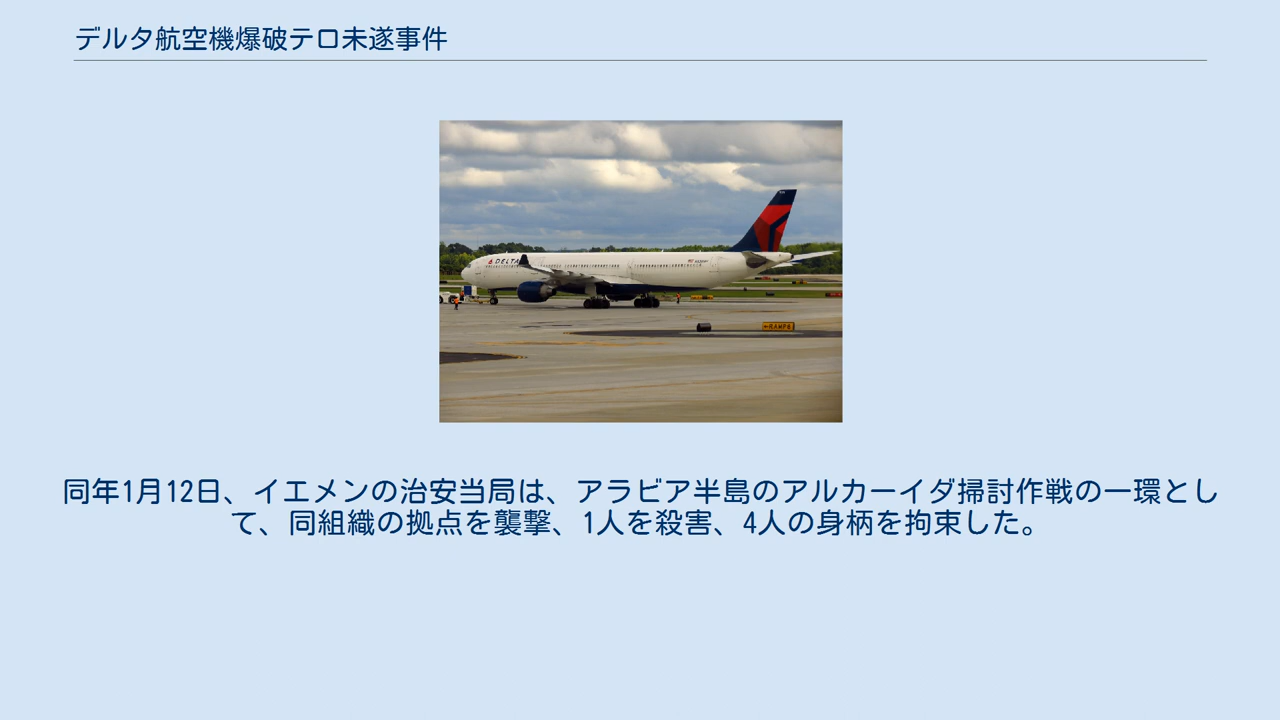 デルタ航空機爆破テロ未遂事件
DELTA
←RAMP 6
同年1月12日、イエメンの治安当局は、アラビア半島のアルカーイダ掃討作戦の一環とし
て、同組織の拠点を襲撃、1人を殺害、4人の身柄を拘束した。